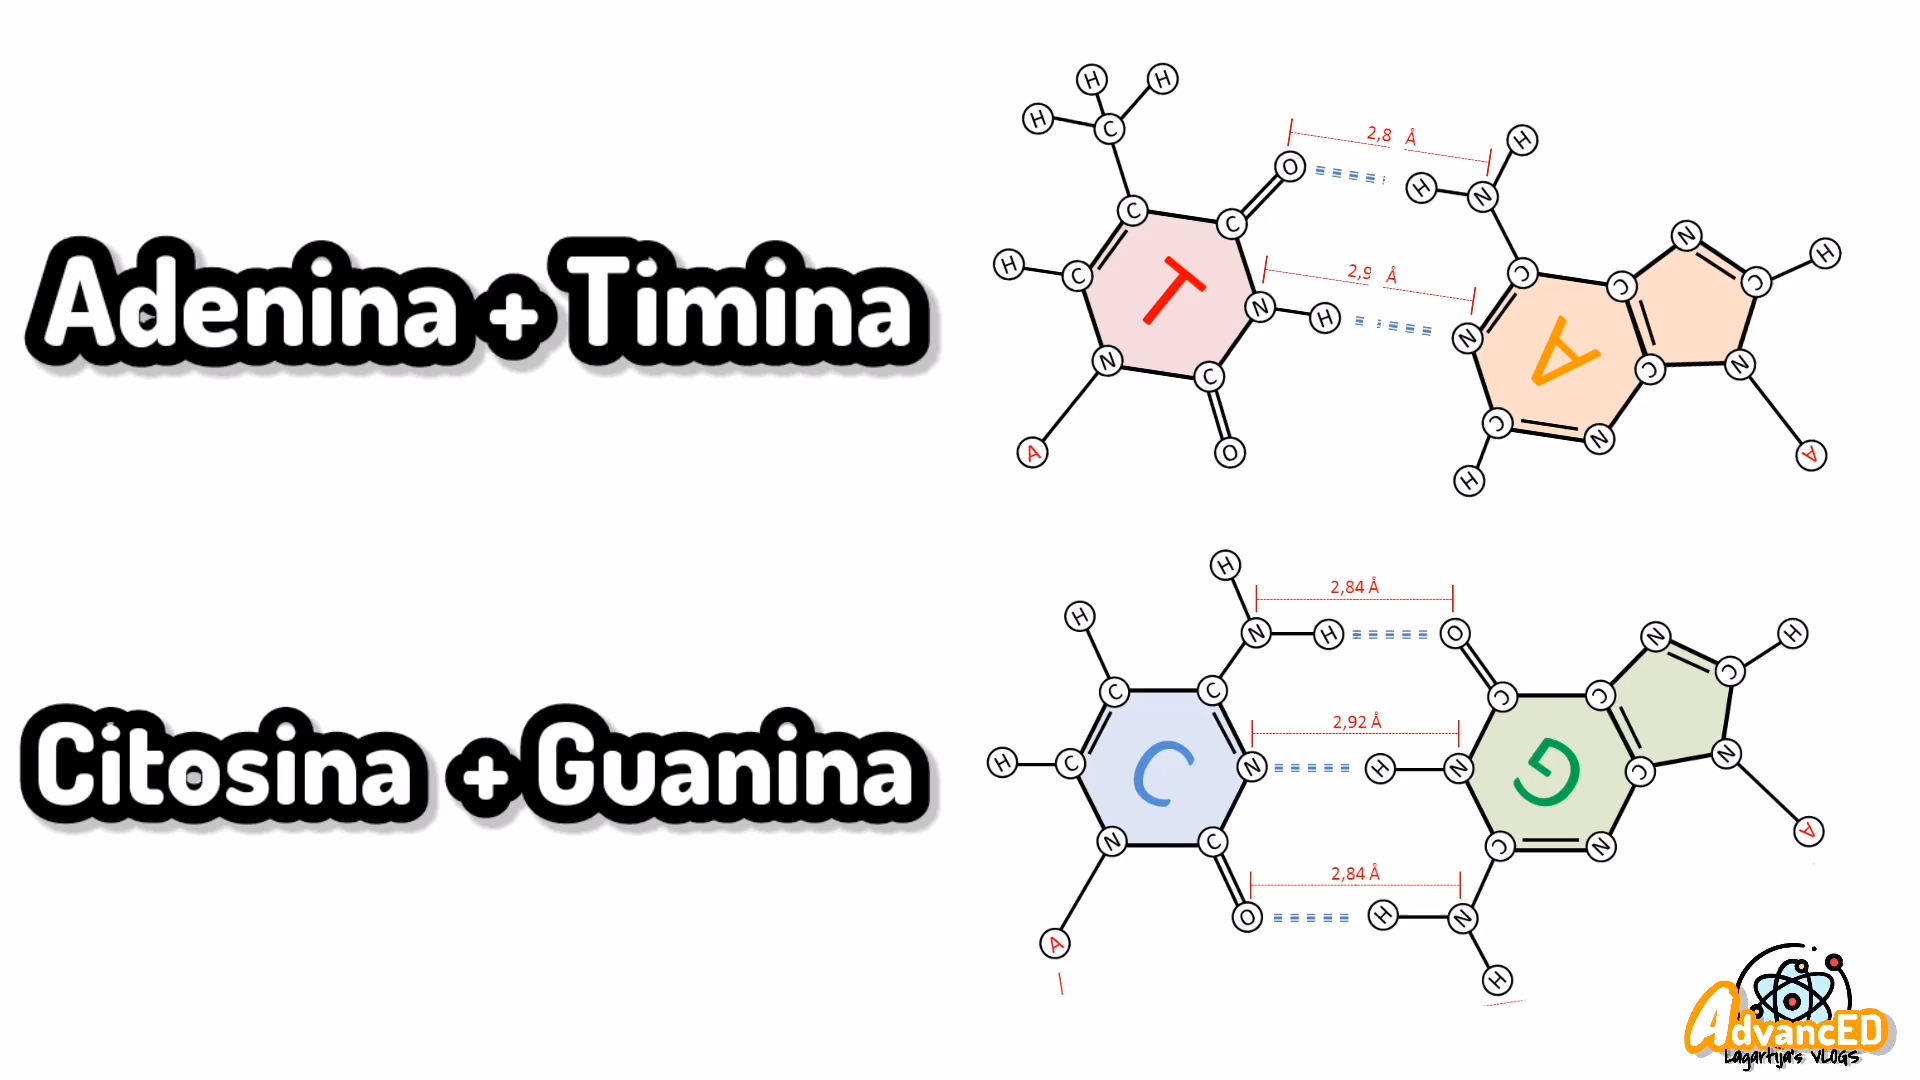 Adenina + Timina
H H
H C
O 2,8 Å H
H N
C C
H C T N H 2,9 Å
N C
A O
C C N C H
N A C N
C N
H A
Citosina + Guanina
H
H N H 2,84 Å O
C C
H C C N 2,92 Å H N
N C
O 2,84 Å H N
A H
C C N C H
G C N
C N
A
AdvancED
Lagartija's VLOGS